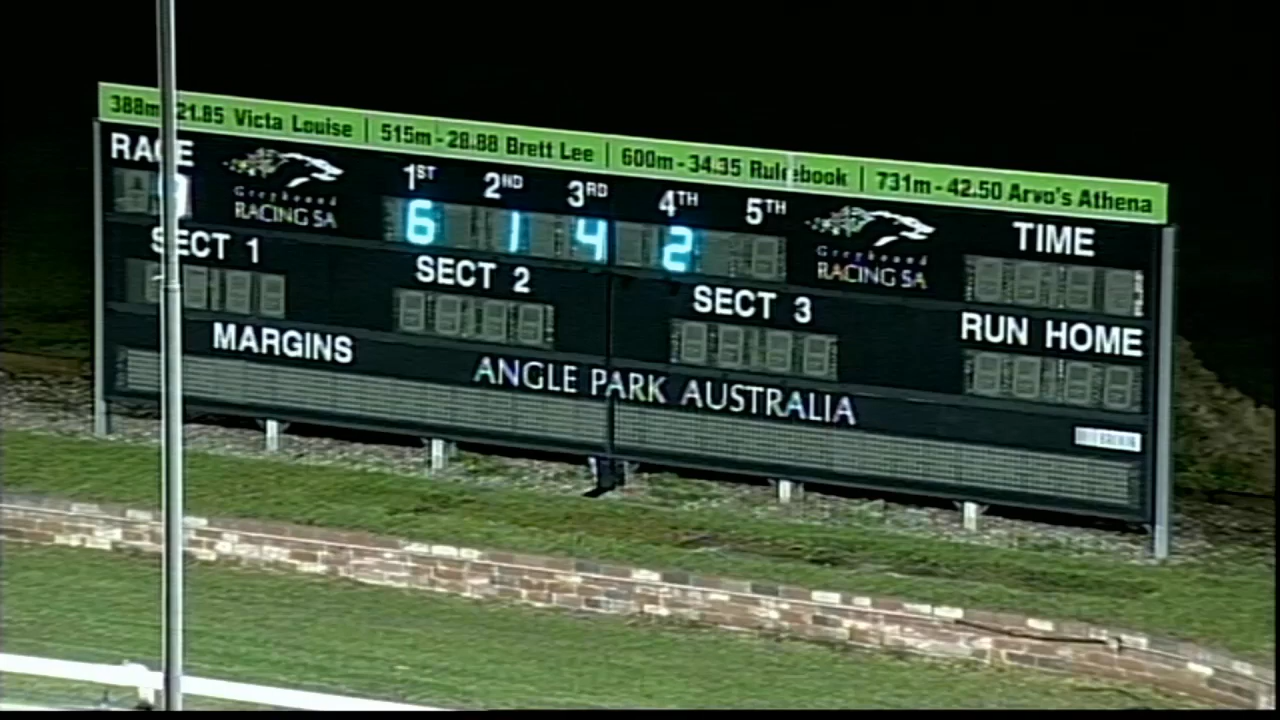 388m 21.85 Victa Louise | 515m - 28.88 Brett Lee | 600m - 34.35 Rulebook | 731m - 42.50 Arvo's Athena
RACE
Greyhound
RACING SA
1ST 2ND 3RD 4TH 5TH
6 1 4 2
Greyhound
RACING SA
TIME
SECT 1
SECT 2
SECT 3
RUN HOME
MARGINS
ANGLE PARK AUSTRALIA